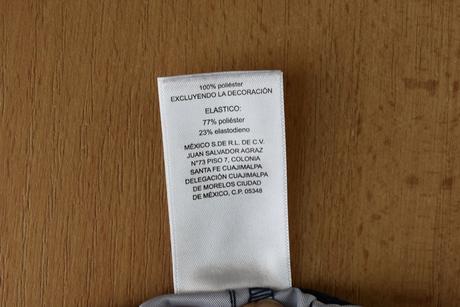 100% poliéster
EXCLUYENDO LA DECORACIÓN
ELASTICO:
77% poliéster
23% elastodieno
MÉXICO S.DE R.L. DE C.V.
JUAN SALVADOR AGRAZ
N°73 PISO 7, COLONIA
SANTA FE CUAJIMALPA
DELEGACIÓN CUAJIMALPA
DE MORELOS CIUDAD
DE MÉXICO, C.P. 05348